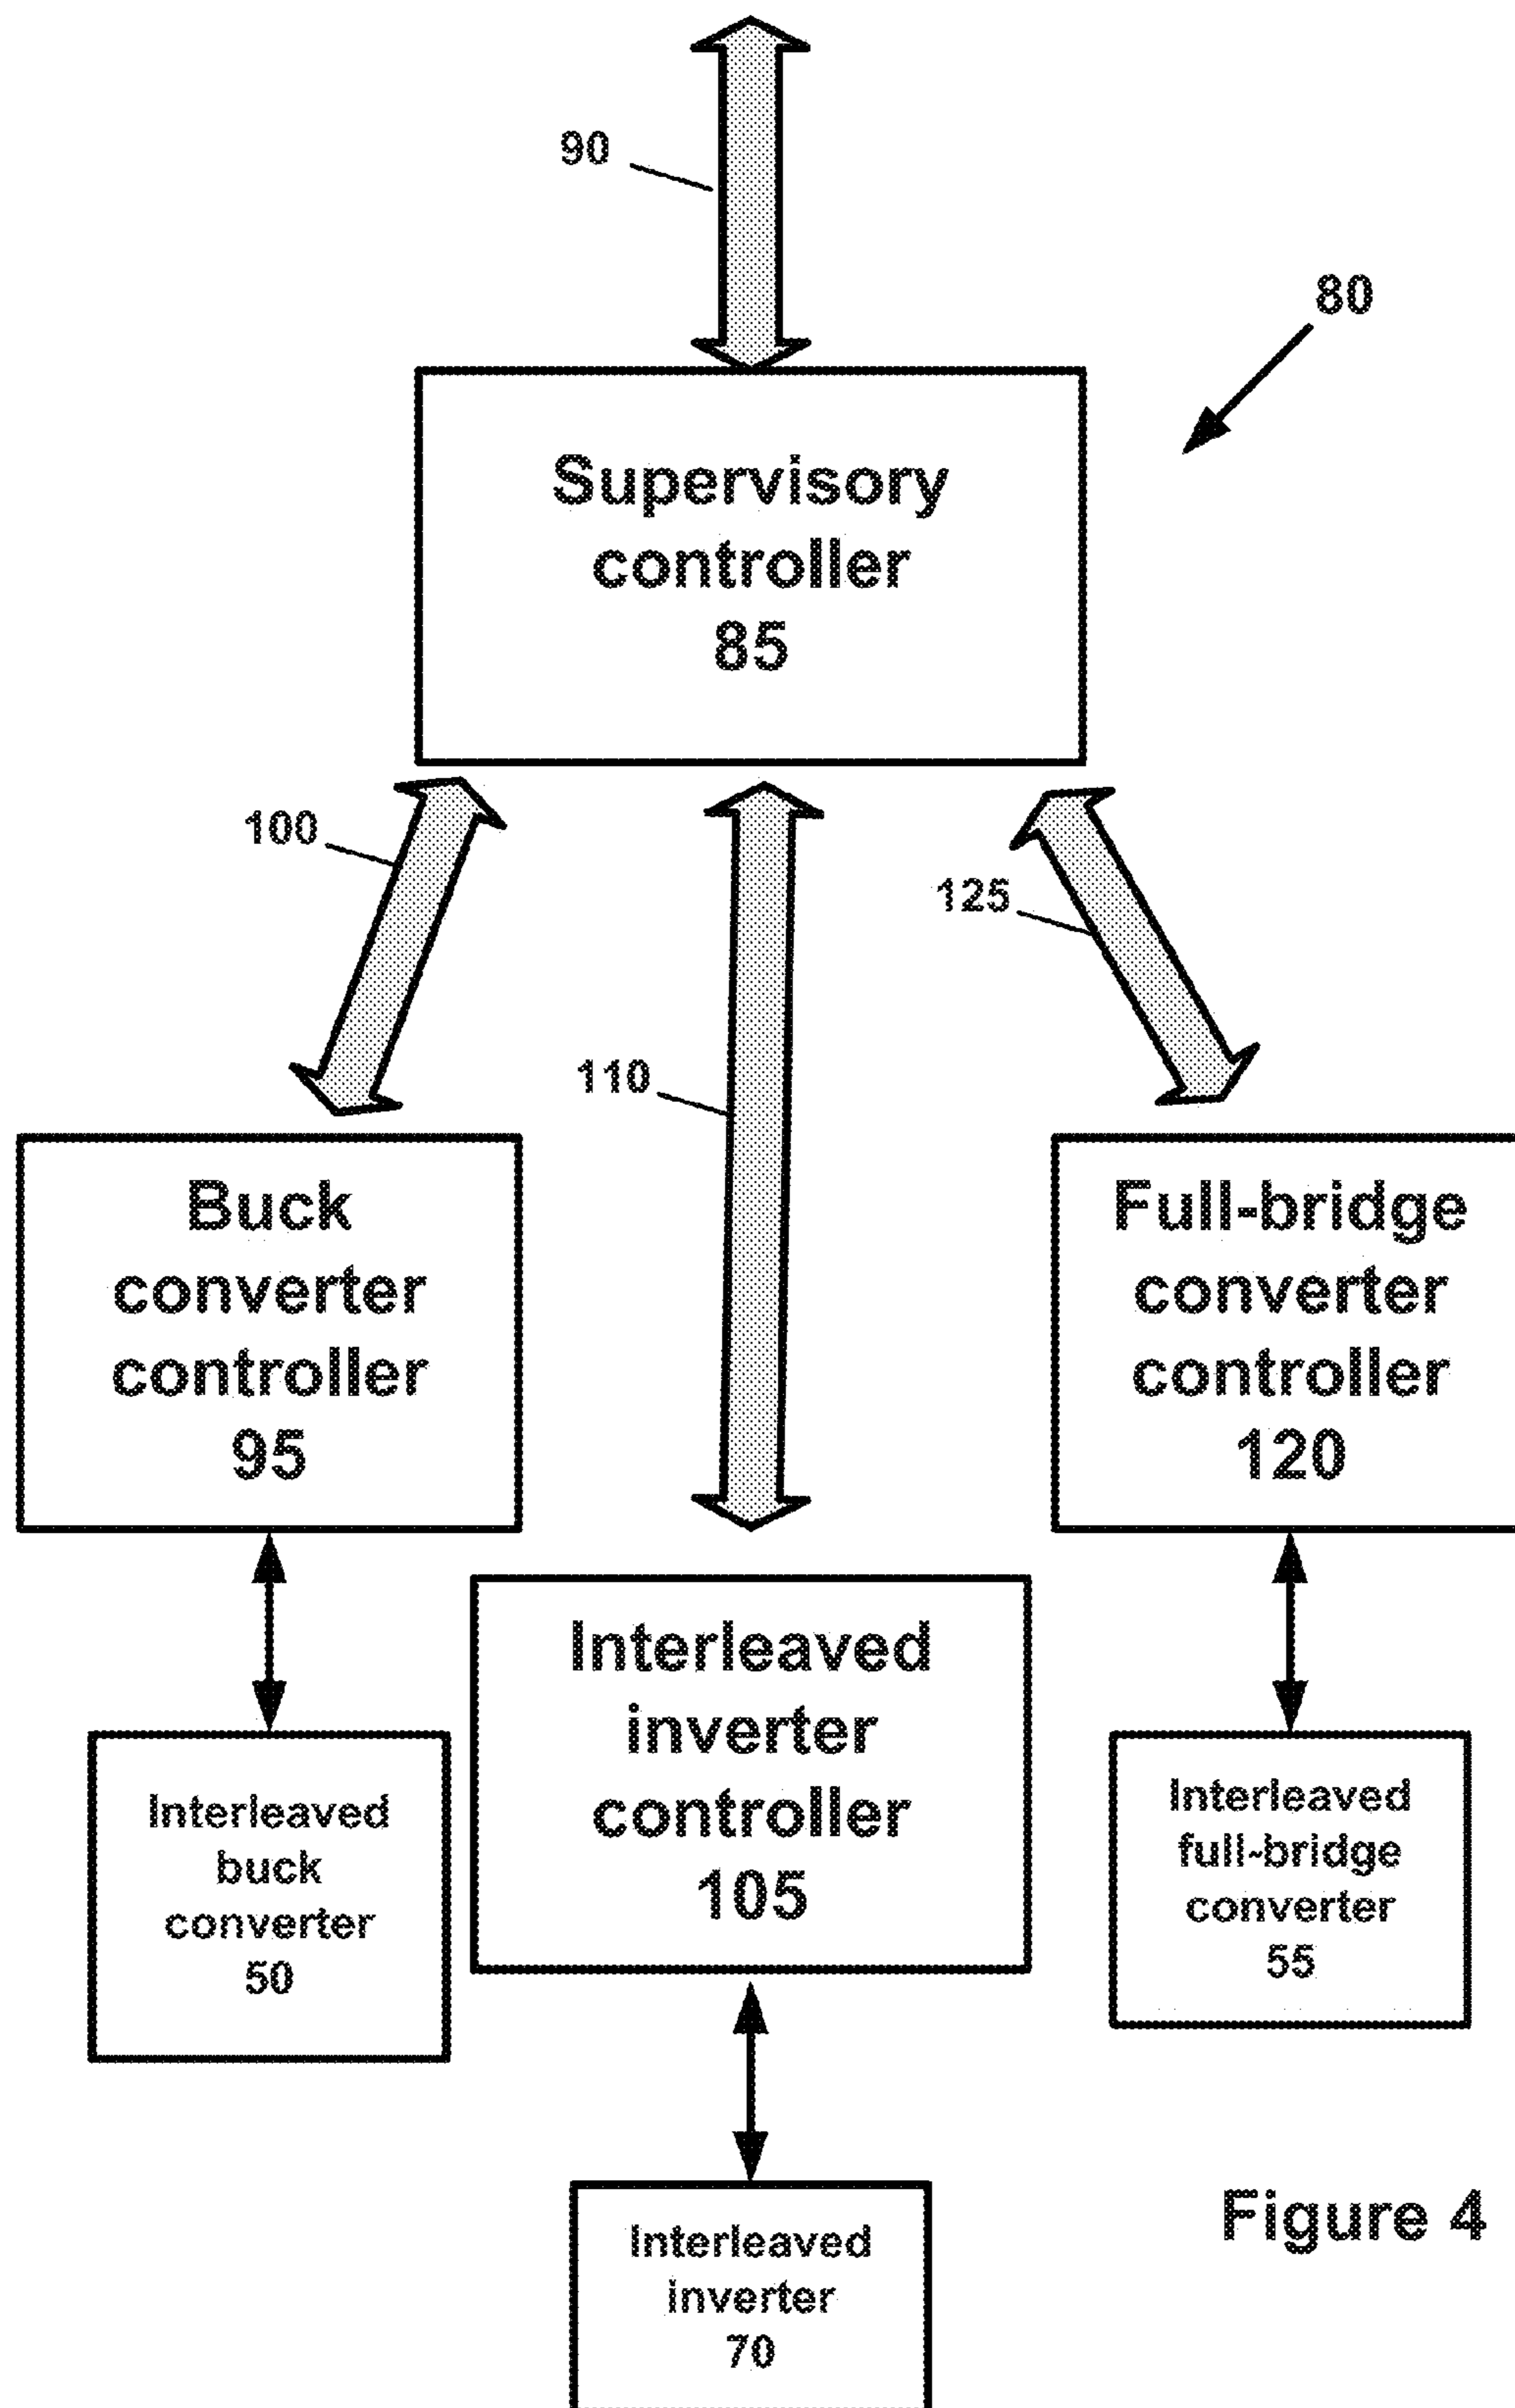 90
80
Supervisory
controller
85
100
125
110
Buck
converter
controller
95
Full-bridge
converter
controller
120
Interleaved
inverter
controller
105
Interleaved
buck
converter
50
Interleaved
full-bridge
converter
55
Interleaved
inverter
70
Figure 4